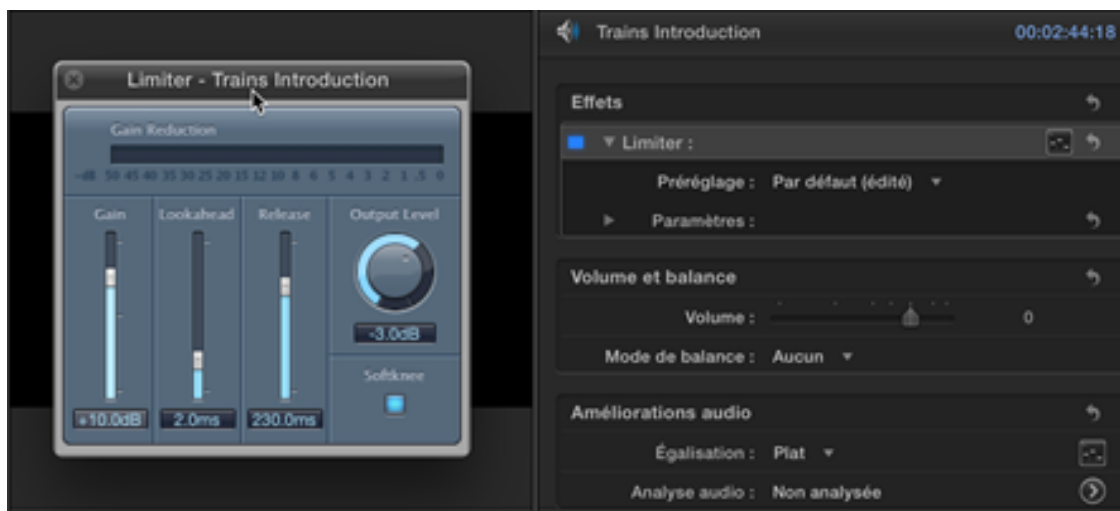 Limiter - Trains Introduction
Gain Reduction
-dB 50 45 40 35 30 25 20 15 12 10 8 6 5 4 3 2 1 .5 0
Gain
Lookahead
Release
Output Level
-3.0dB
Softknee
+10.0dB
2.0ms
230.0ms
Trains Introduction
00:02:44:18
Effets
Limiter :
Préréglage : Par défaut (édité)
Paramètres :
Volume et balance
Volume : 0
Mode de balance : Aucun
Améliorations audio
Égalisation : Plat
Analyse audio : Non analysée